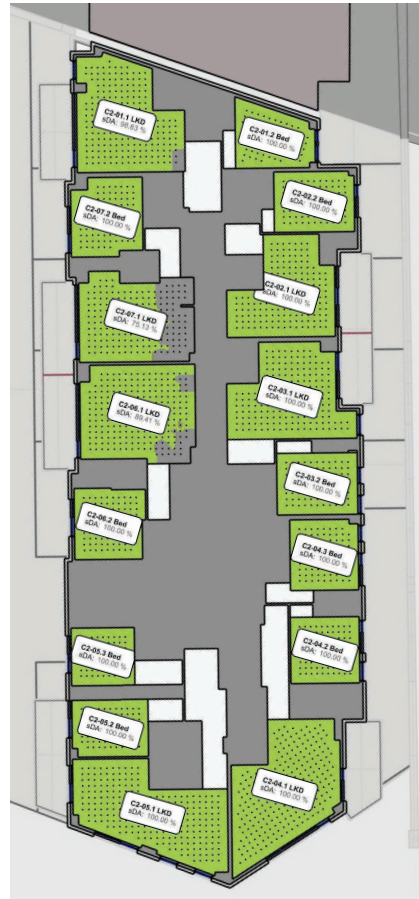 C2-01.1 LKD
sDA: 96.63 %
C2-01.2 Bed
sDA: 100.00 %
C2-07.2 Bed
sDA: 100.00 %
C2-02.2 Bed
sDA: 100.00 %
C2-07.1 LKD
sDA: 75.13 %
C2-02.1 LKD
sDA: 100.00 %
C2-06.1 LKD
sDA: 89.41 %
C2-03.1 LKD
sDA: 100.00 %
C2-06.2 Bed
sDA: 100.00 %
C2-03.2 Bed
sDA: 100.00 %
C2-04.3 Bed
sDA: 100.00 %
C2-05.3 Bed
sDA: 100.00 %
C2-04.2 Bed
sDA: 100.00 %
C2-05.2 Bed
sDA: 100.00 %
C2-05.1 LKD
sDA: 100.00 %
C2-04.1 LKD
sDA: 100.00 %